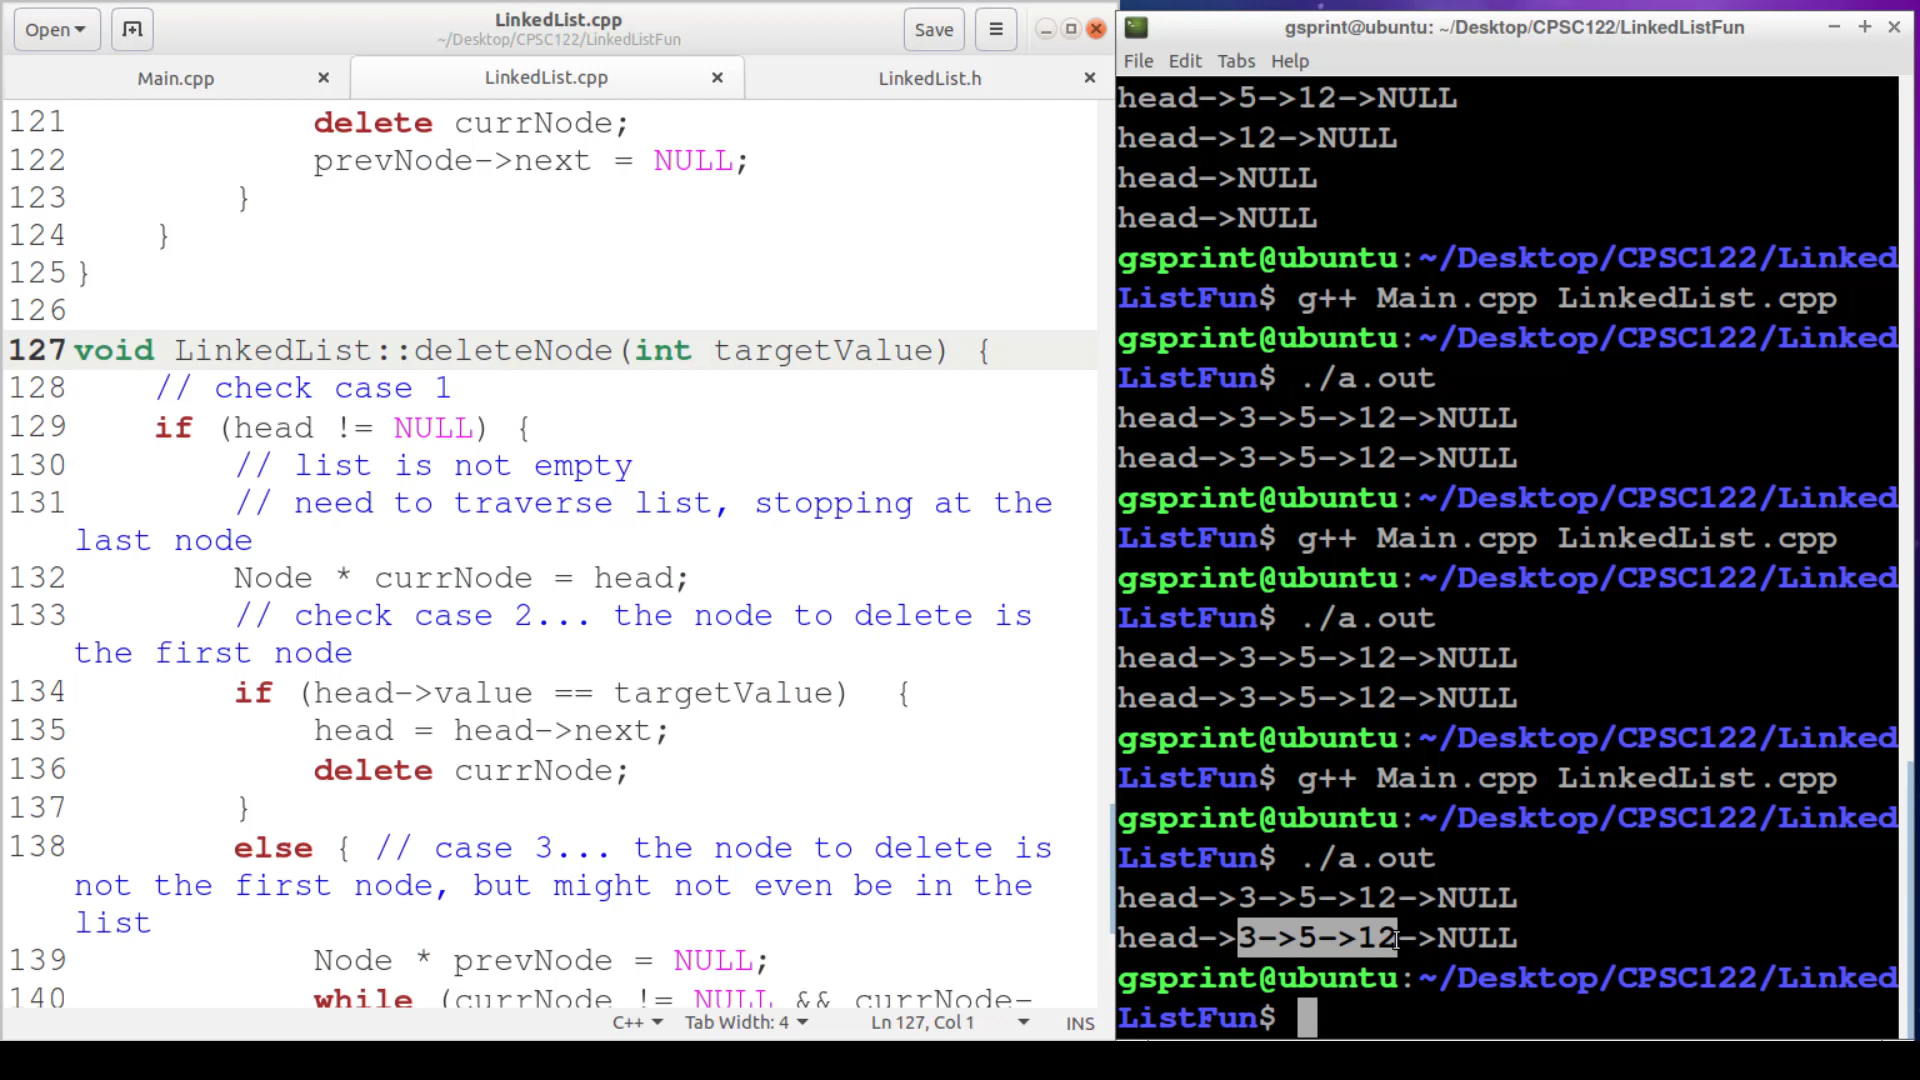 Open
LinkedList.cpp
~/Desktop/CPSC122/LinkedListFun
Save
Main.cpp
LinkedList.cpp
LinkedList.h
121 delete currNode;
122 prevNode->next = NULL;
123 }
124 }
125 }
126
127 void LinkedList::deleteNode(int targetValue) {
128 // check case 1
129 if (head != NULL) {
130 // list is not empty
131 // need to traverse list, stopping at the
last node
132 Node * currNode = head;
133 // check case 2... the node to delete is
the first node
134 if (head->value == targetValue) {
135 head = head->next;
136 delete currNode;
137 }
138 else { // case 3... the node to delete is
not the first node, but might not even be in the
list
139 Node * prevNode = NULL;
140 while (currNode != NULL && currNode-
C++ Tab Width: 4 Ln 127, Col 1 INS
gsprint@ubuntu: ~/Desktop/CPSC122/LinkedListFun
File Edit Tabs Help
head->5->12->NULL
head->12->NULL
head->NULL
head->NULL
gsprint@ubuntu:~/Desktop/CPSC122/Linked
ListFun$ g++ Main.cpp LinkedList.cpp
gsprint@ubuntu:~/Desktop/CPSC122/Linked
ListFun$ ./a.out
head->3->5->12->NULL
head->3->5->12->NULL
gsprint@ubuntu:~/Desktop/CPSC122/Linked
ListFun$ g++ Main.cpp LinkedList.cpp
gsprint@ubuntu:~/Desktop/CPSC122/Linked
ListFun$ ./a.out
head->3->5->12->NULL
head->3->5->12->NULL
gsprint@ubuntu:~/Desktop/CPSC122/Linked
ListFun$ g++ Main.cpp LinkedList.cpp
gsprint@ubuntu:~/Desktop/CPSC122/Linked
ListFun$ ./a.out
head->3->5->12->NULL
head->3->5->12->NULL
gsprint@ubuntu:~/Desktop/CPSC122/Linked
ListFun$